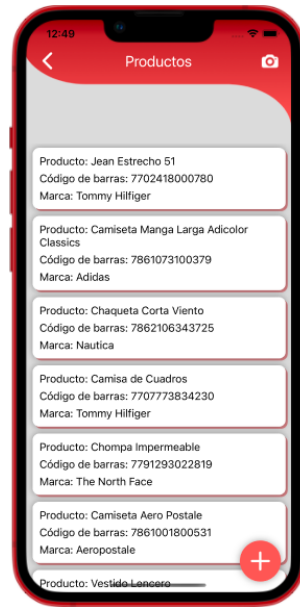 12:49
Productos
Producto: Jean Estrecho 51
Código de barras: 7702418000780
Marca: Tommy Hilfiger
Producto: Camiseta Manga Larga Adicolor
Classics
Código de barras: 7861073100379
Marca: Adidas
Producto: Chaqueta Corta Viento
Código de barras: 7862106343725
Marca: Nautica
Producto: Camisa de Cuadros
Código de barras: 7707773834230
Marca: Tommy Hilfiger
Producto: Chompa Impermeable
Código de barras: 7791293022819
Marca: The North Face
Producto: Camiseta Aero Postale
Código de barras: 7861001800531
Marca: Aeropostale
Producto: Vestido Lencero